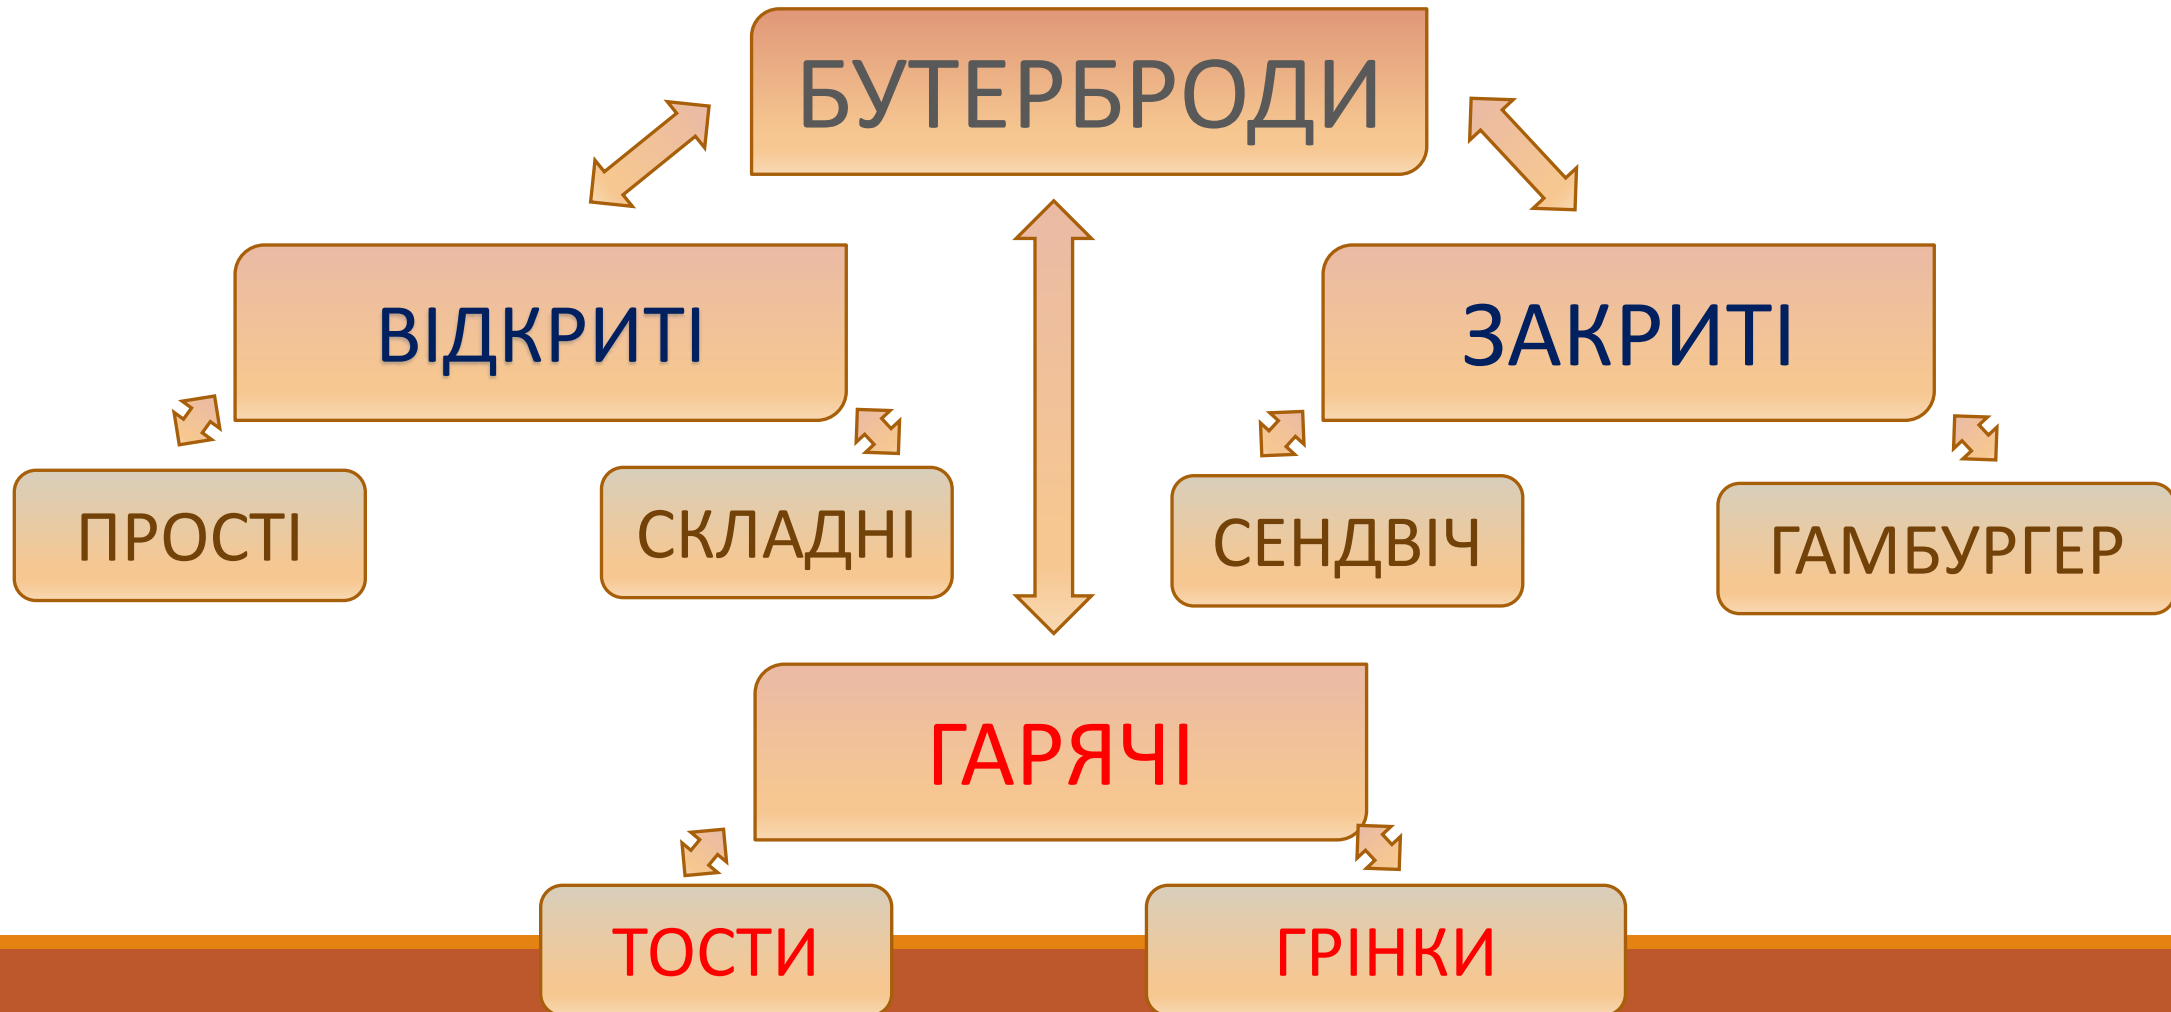 БУТЕРБРОДИ
ВІДКРИТІ
ЗАКРИТІ
ПРОСТІ
СКЛАДНІ
СЕНДВІЧ
ГАМБУРГЕР
ГАРЯЧІ
ТОСТИ
ГРІНКИ